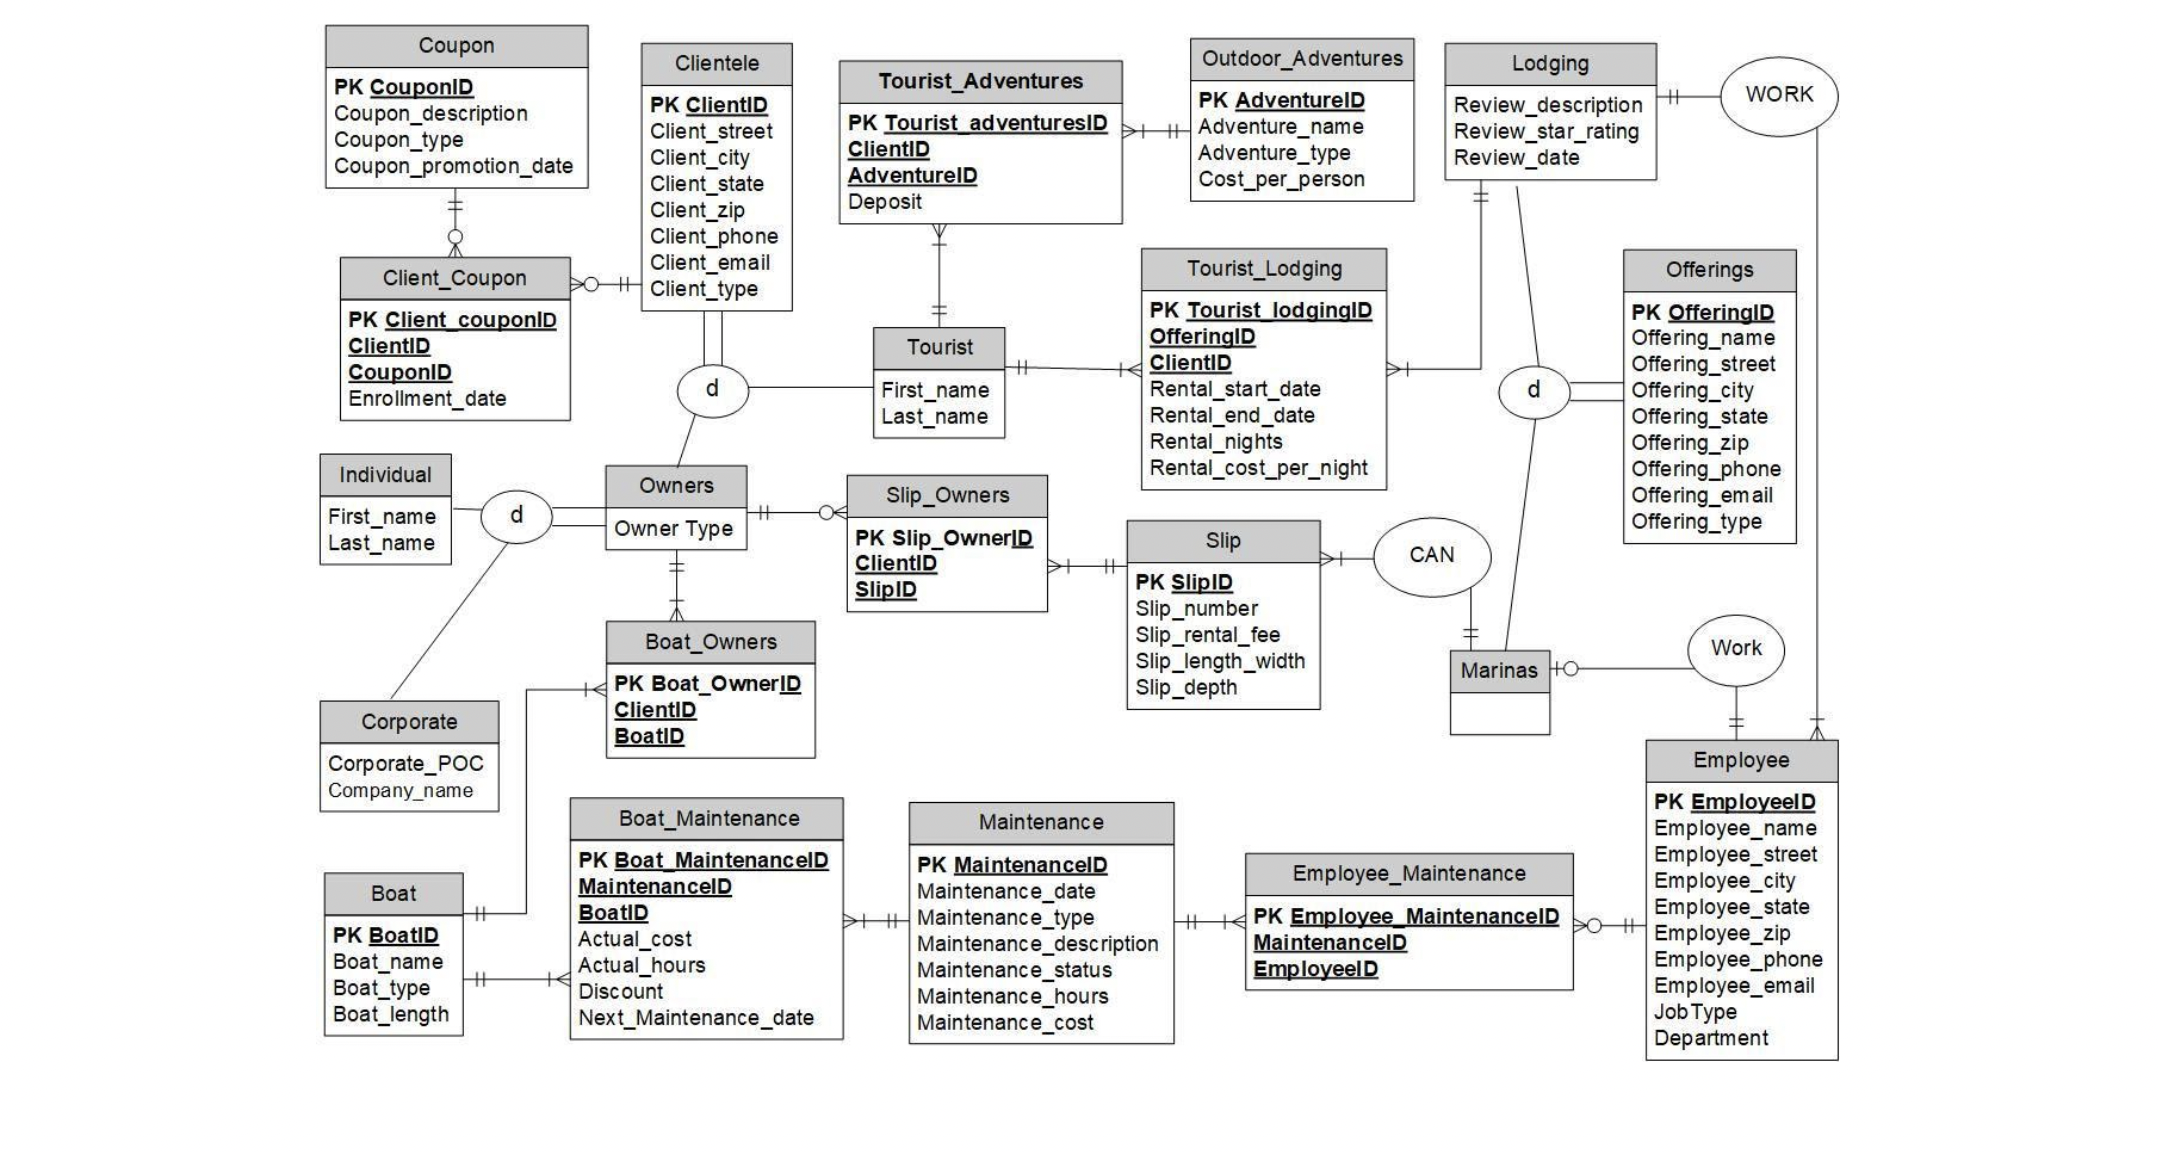 Coupon
PK CouponID
Coupon_description
Coupon_type
Coupon_promotion_date
Clientele
PK ClientID
Client_street
Client_city
Client_state
Client_zip
Client_phone
Client_email
Client_type
Tourist_Adventures
PK Tourist_adventuresID
ClientID
AdventureID
Deposit
Outdoor_Adventures
PK AdventureID
Adventure_name
Adventure_type
Cost_per_person
Lodging
Review_description
Review_star_rating
Review_date
WORK
Client_Coupon
PK Client_couponID
ClientID
CouponID
Enrollment_date
d
Tourist
First_name
Last_name
Tourist_Lodging
PK Tourist_lodgingID
OfferingID
ClientID
Rental_start_date
Rental_end_date
Rental_nights
Rental_cost_per_night
d
Offerings
PK OfferingID
Offering_name
Offering_street
Offering_city
Offering_state
Offering_zip
Offering_phone
Offering_email
Offering_type
Individual
First_name
Last_name
d
Owners
Owner Type
Slip_Owners
PK Slip_OwnerID
ClientID
SlipID
Slip
PK SlipID
Slip_number
Slip_rental_fee
Slip_length_width
Slip_depth
CAN
Marinas
Work
Boat_Owners
PK Boat_OwnerID
ClientID
BoatID
Corporate
Corporate_POC
Company_name
Boat
PK BoatID
Boat_name
Boat_type
Boat_length
Boat_Maintenance
PK Boat_MaintenanceID
MaintenanceID
BoatID
Actual_cost
Actual_hours
Discount
Next_Maintenance_date
Maintenance
PK MaintenanceID
Maintenance_date
Maintenance_type
Maintenance_description
Maintenance_status
Maintenance_hours
Maintenance_cost
Employee_Maintenance
PK Employee_MaintenanceID
MaintenanceID
EmployeeID
Employee
PK EmployeeID
Employee_name
Employee_street
Employee_city
Employee_state
Employee_zip
Employee_phone
Employee_email
JobType
Department